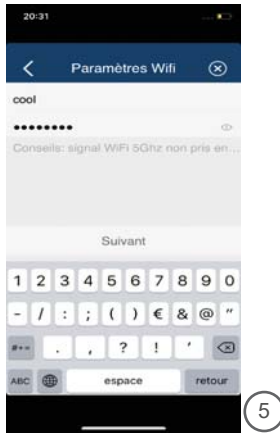 20:31
Paramètres Wifi
cool
••••••••
Conseils: signal WiFi 5Ghz non pris en...
Suivant
1 2 3 4 5 6 7 8 9 0
- / : ; ( ) € & @ "
#+= . , ? ! ' 
ABC espace retour
5